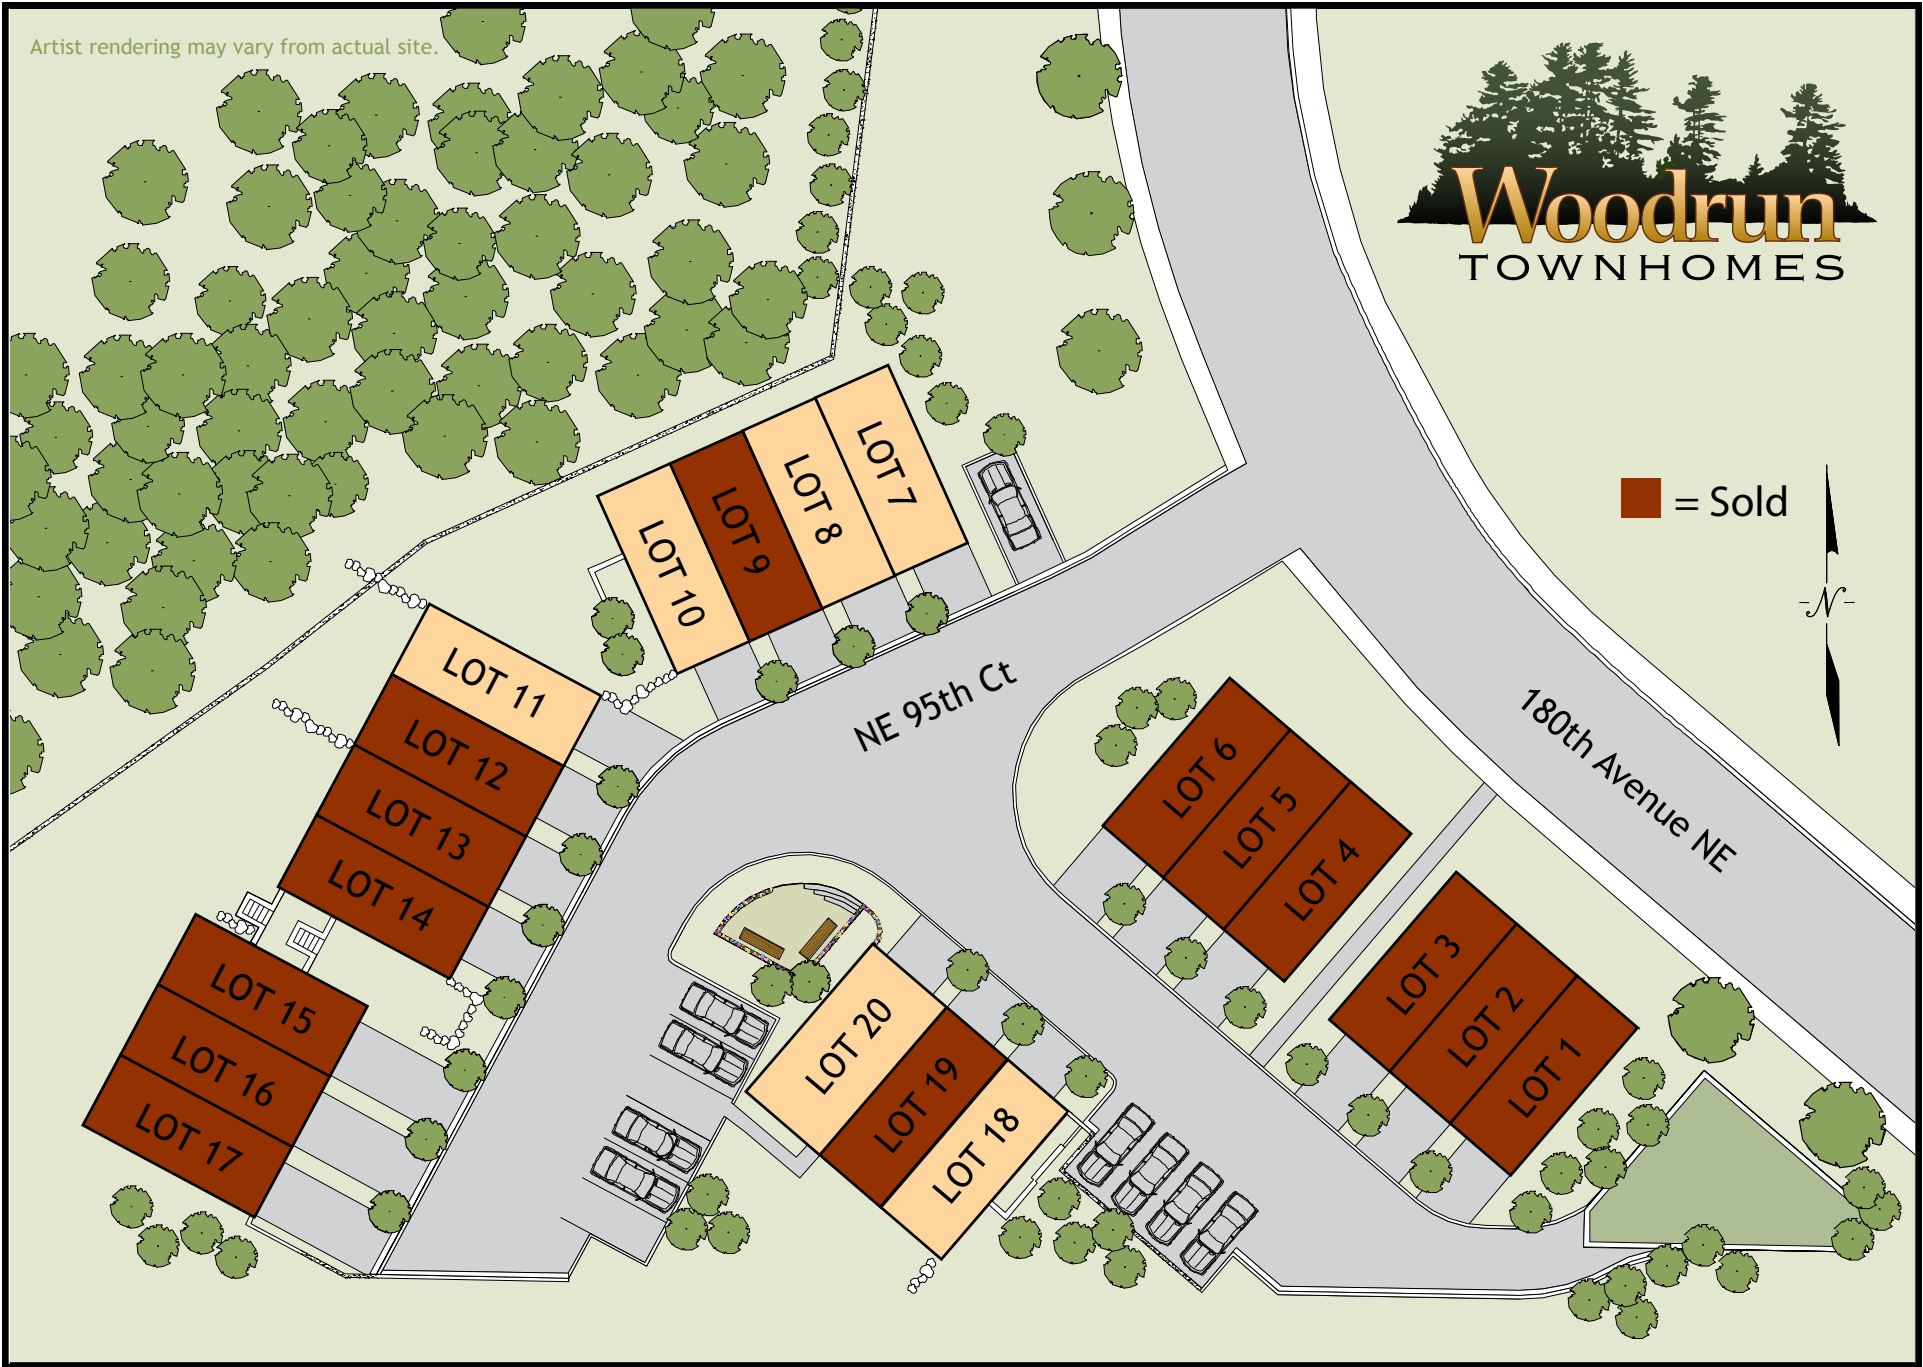 Artist rendering may vary from actual site.
Woodrun
TOWNHOMES
= Sold
-N-
LOT 7
LOT 8
LOT 9
LOT 10
LOT 11
LOT 12
LOT 13
LOT 14
LOT 15
LOT 16
LOT 17
NE 95th Ct
180th Avenue NE
LOT 6
LOT 5
LOT 4
LOT 3
LOT 2
LOT 1
LOT 20
LOT 19
LOT 18